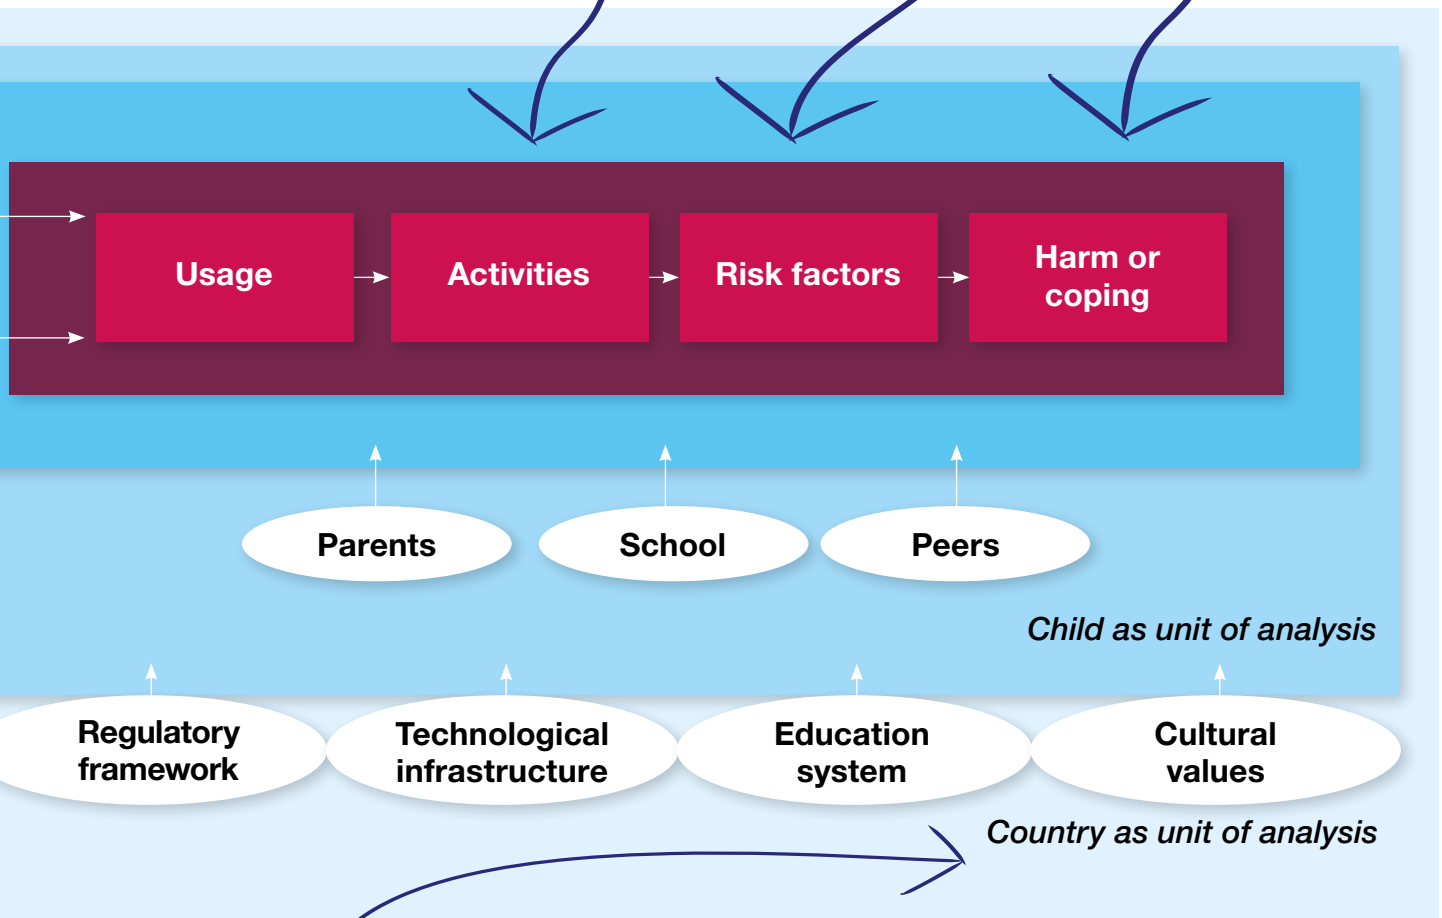 Usage
Activities
Risk factors
Harm or
coping
Parents
School
Peers
Child as unit of analysis
Regulatory
framework
Technological
infrastructure
Education
system
Cultural
values
Country as unit of analysis